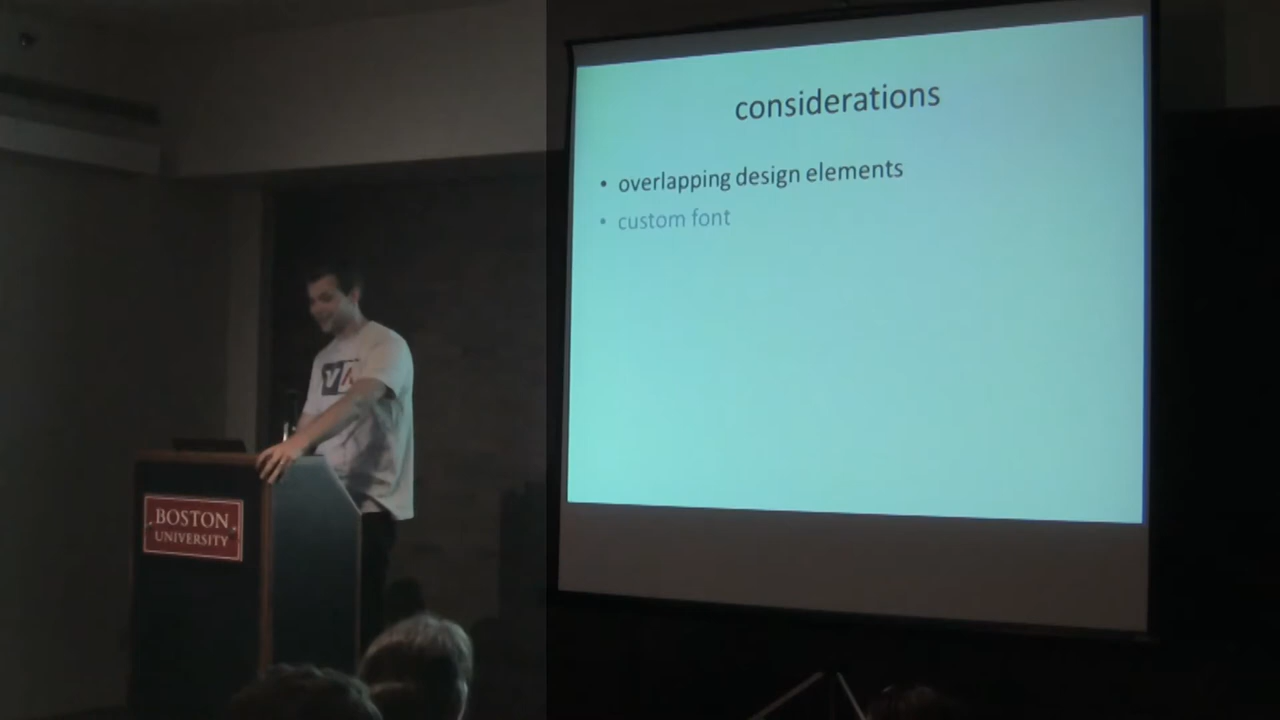 considerations
• overlapping design elements
• custom font
BOSTON
UNIVERSITY